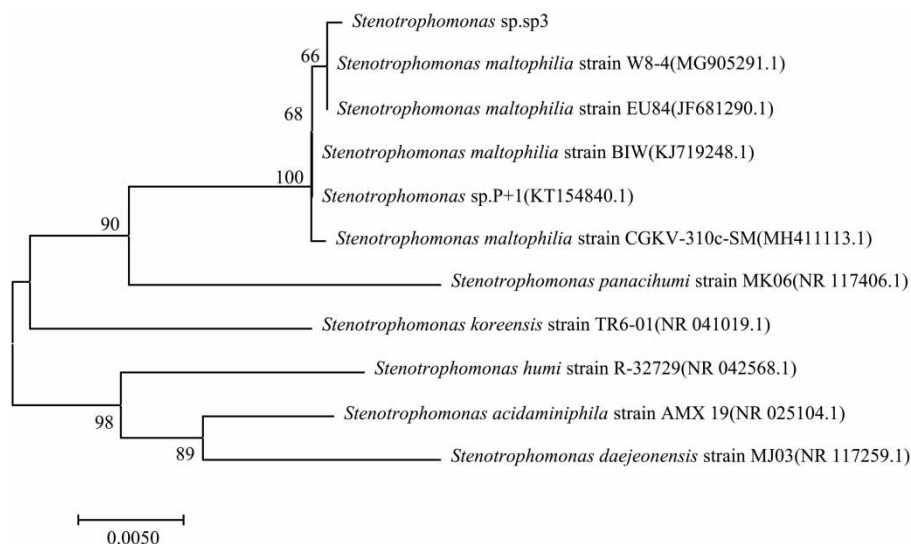 Stenotrophomonas sp.sp3
66
Stenotrophomonas maltophilia strain W8-4(MG905291.1)
Stenotrophomonas maltophilia strain EU84(JF681290.1)
68
Stenotrophomonas maltophilia strain BIW(KJ719248.1)
100
Stenotrophomonas sp.P+1(KT154840.1)
Stenotrophomonas maltophilia strain CGKV-310c-SM(MH411113.1)
90
Stenotrophomonas panacihumi strain MK06(NR 117406.1)
Stenotrophomonas koreensis strain TR6-01(NR 041019.1)
Stenotrophomonas humi strain R-32729(NR 042568.1)
98
Stenotrophomonas acidaminiphila strain AMX 19(NR 025104.1)
89
Stenotrophomonas daejeonensis strain MJ03(NR 117259.1)
0.0050